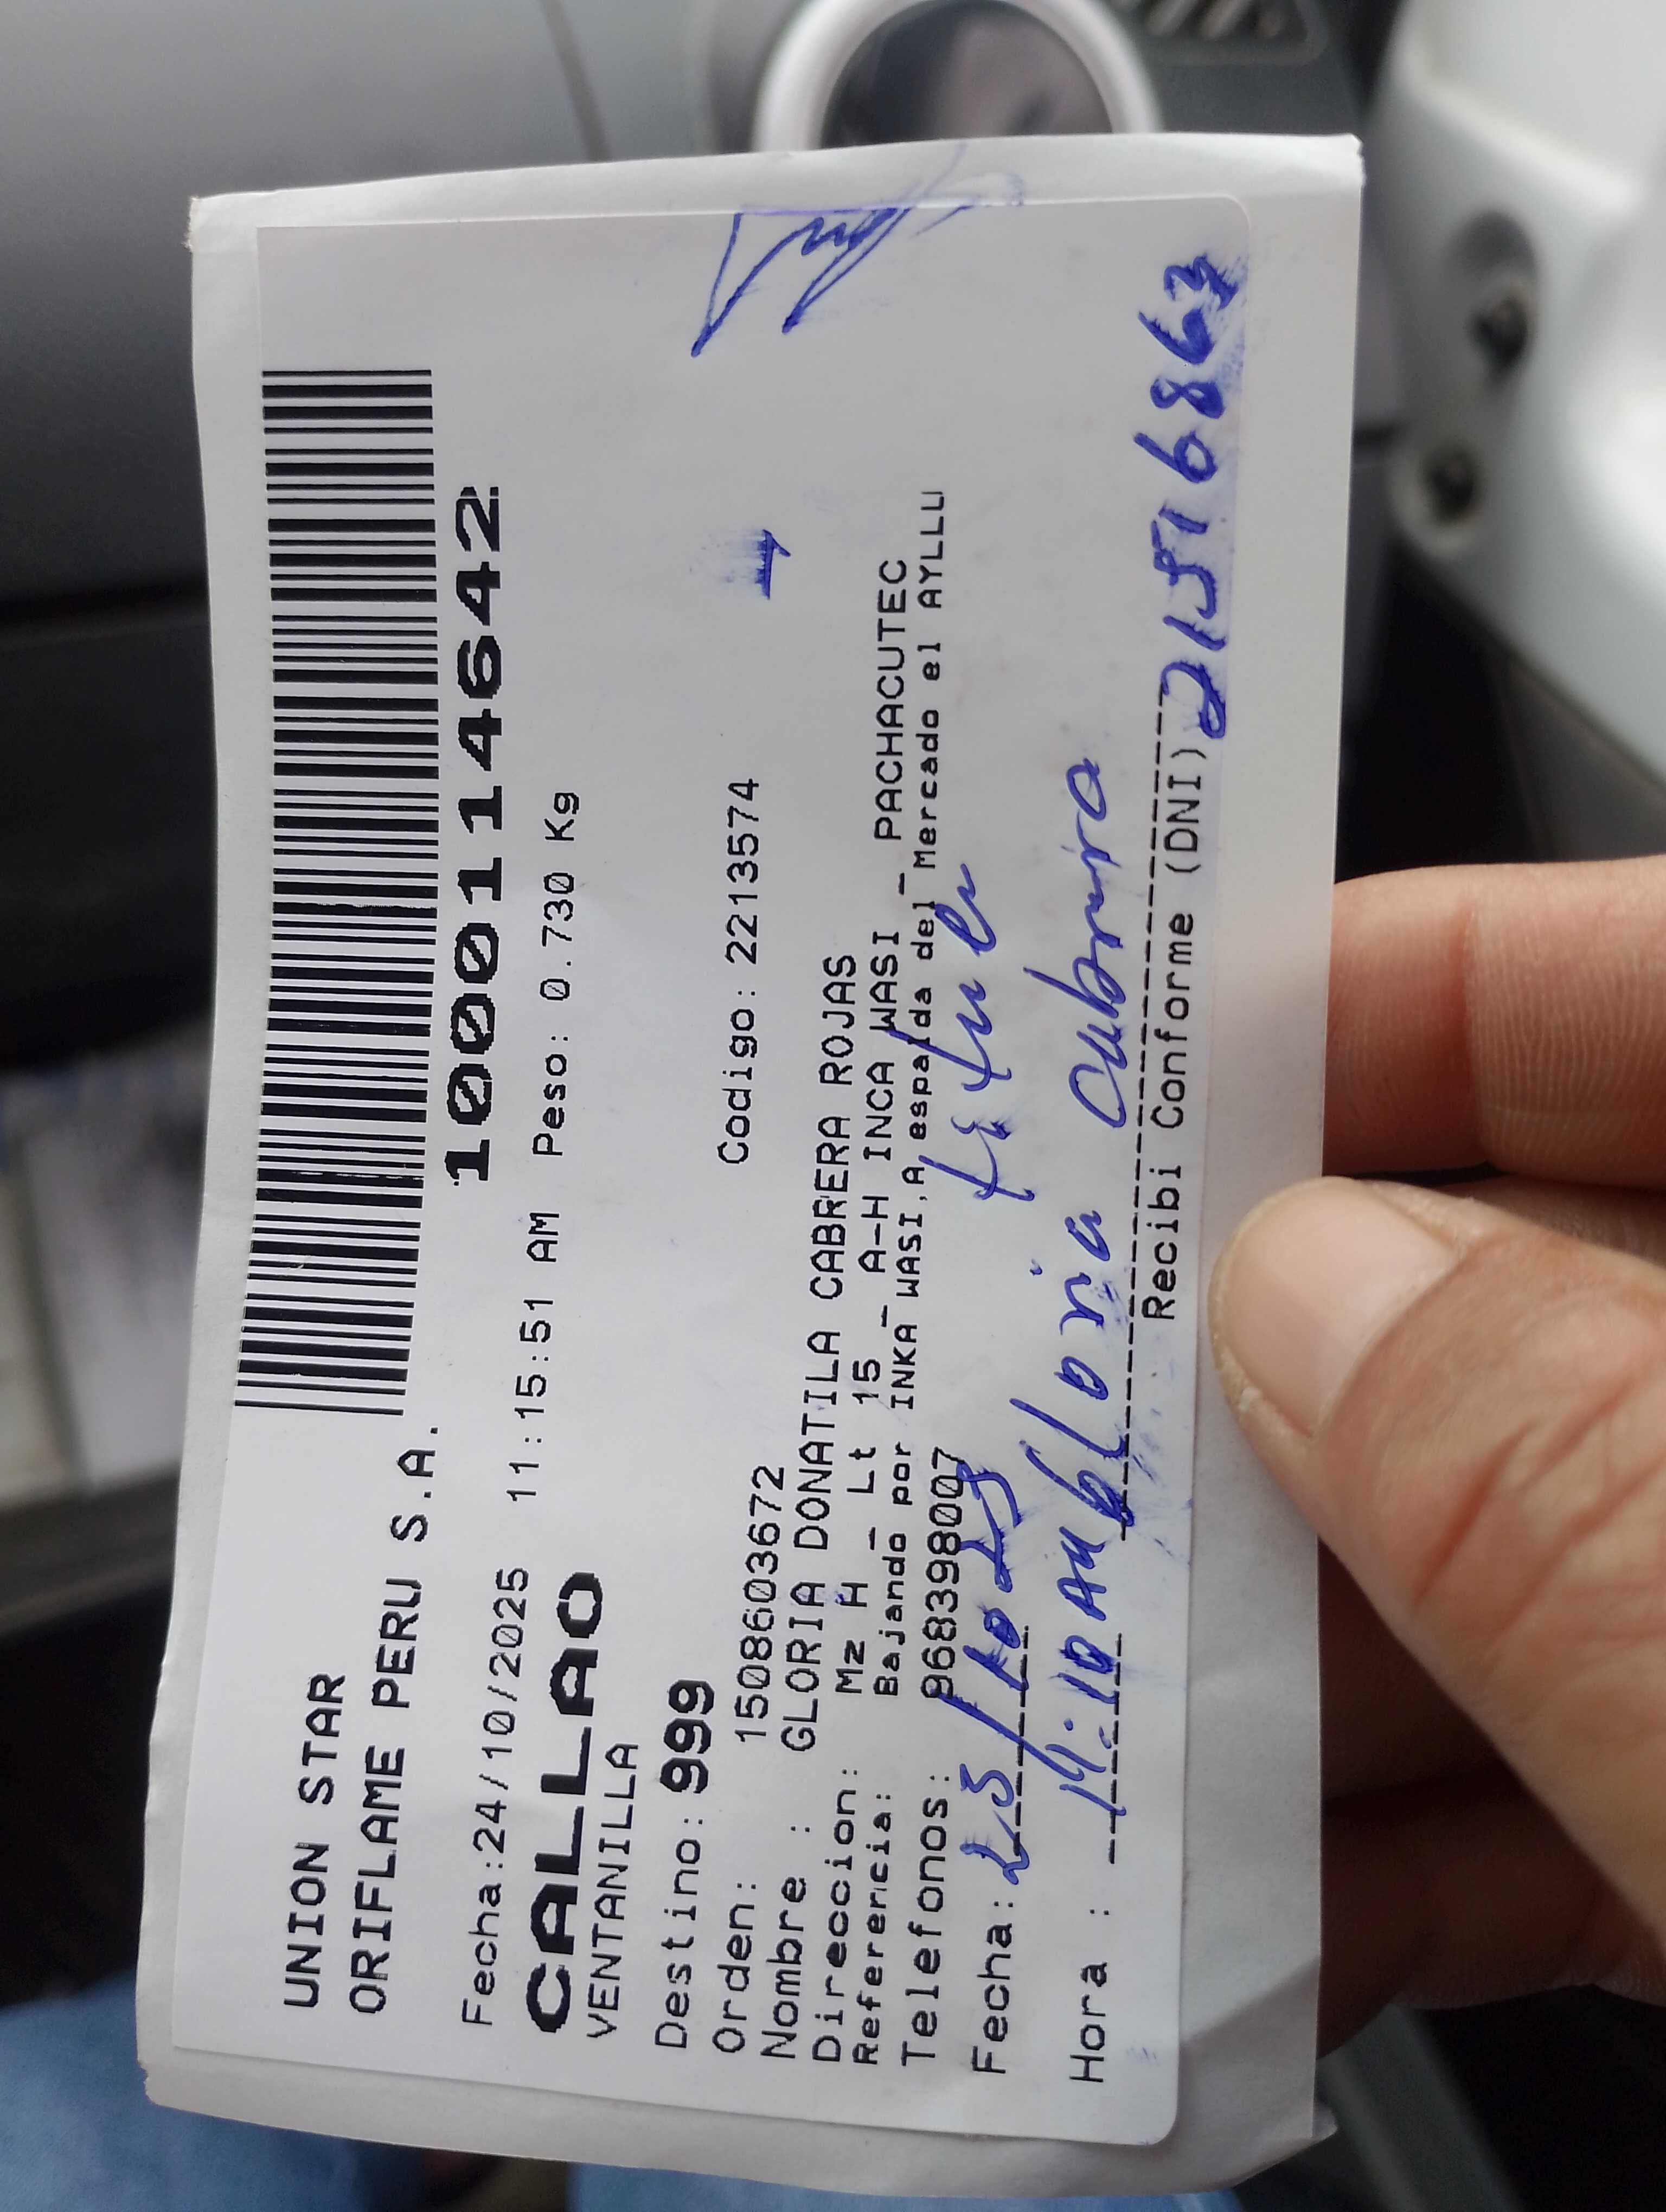 UNION STAR
ORIFLAME PERU S.A.
1000114642
Fecha:24/10/2025 11:15:51 AM Peso: 0.730 Kg
CALLAO
VENTANILLA
Destino: 999
Codigo: 2213574
Orden: 1508603672
Nombre : GLORIA DONATILA CABRERA ROJAS
Direccion: Mz A - Lt 15 - A-H INCA WASI - PACHACUTEC
Referencia: Bajando por INKA WASI,A espalda del Mercado el AYLLU
Telefonos: 968398007
titular
Fecha: 25/10 25
Hora : 11:10 AM Gloria Cabrera
Recibi Conforme (DNI) 21516863